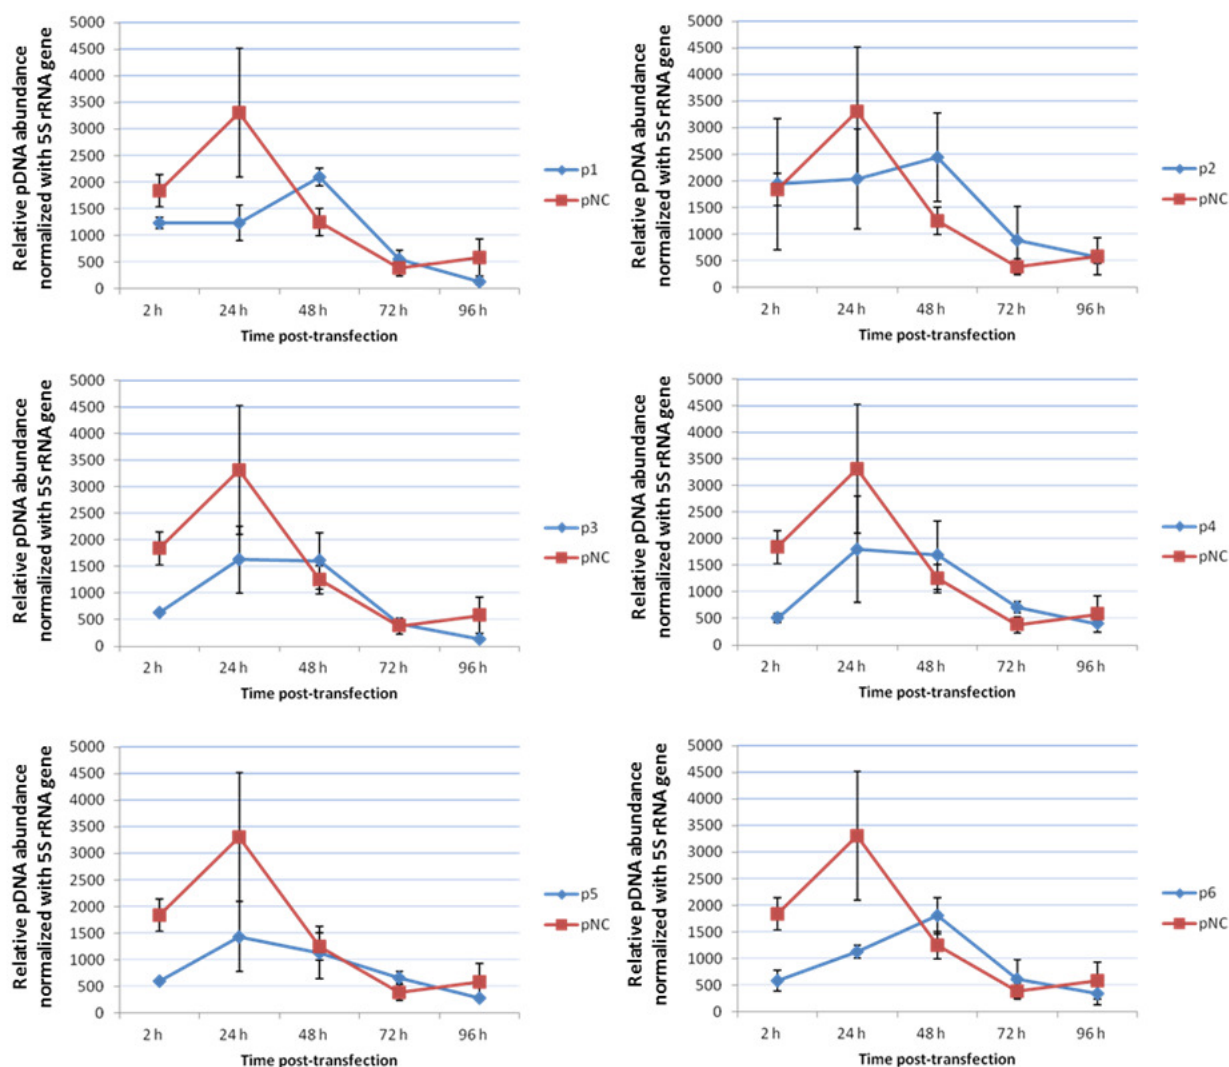 Relative pDNA abundance
normalized with 5S rRNA gene
5000
4500
4000
3500
3000
2500
2000
1500
1000
500
0
2 h 24 h 48 h 72 h 96 h
Time post-transfection
p1
pNC
Relative pDNA abundance
normalized with 5S rRNA gene
5000
4500
4000
3500
3000
2500
2000
1500
1000
500
0
2 h 24 h 48 h 72 h 96 h
Time post-transfection
p2
pNC
Relative pDNA abundance
normalized with 5S rRNA gene
5000
4500
4000
3500
3000
2500
2000
1500
1000
500
0
2 h 24 h 48 h 72 h 96 h
Time post-transfection
p3
pNC
Relative pDNA abundance
normalized with 5S rRNA gene
5000
4500
4000
3500
3000
2500
2000
1500
1000
500
0
2 h 24 h 48 h 72 h 96 h
Time post-transfection
p4
pNC
Relative pDNA abundance
normalized with 5S rRNA gene
5000
4500
4000
3500
3000
2500
2000
1500
1000
500
0
2 h 24 h 48 h 72 h 96 h
Time post-transfection
p5
pNC
Relative pDNA abundance
normalized with 5S rRNA gene
5000
4500
4000
3500
3000
2500
2000
1500
1000
500
0
2 h 24 h 48 h 72 h 96 h
Time post-transfection
p6
pNC